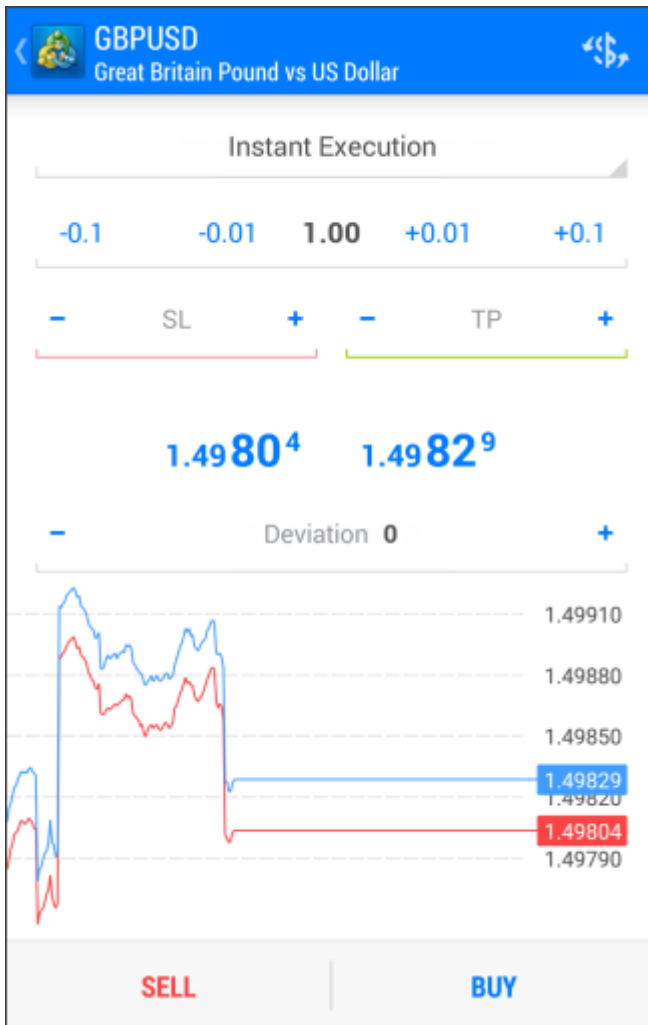 GBPUSD
Great Britain Pound vs US Dollar
Instant Execution
-0.1 -0.01 1.00 +0.01 +0.1
- SL + - TP +
1.49804 1.49829
- Deviation 0 +
1.49910
1.49880
1.49850
1.49829
1.49820
1.49804
1.49790
SELL BUY